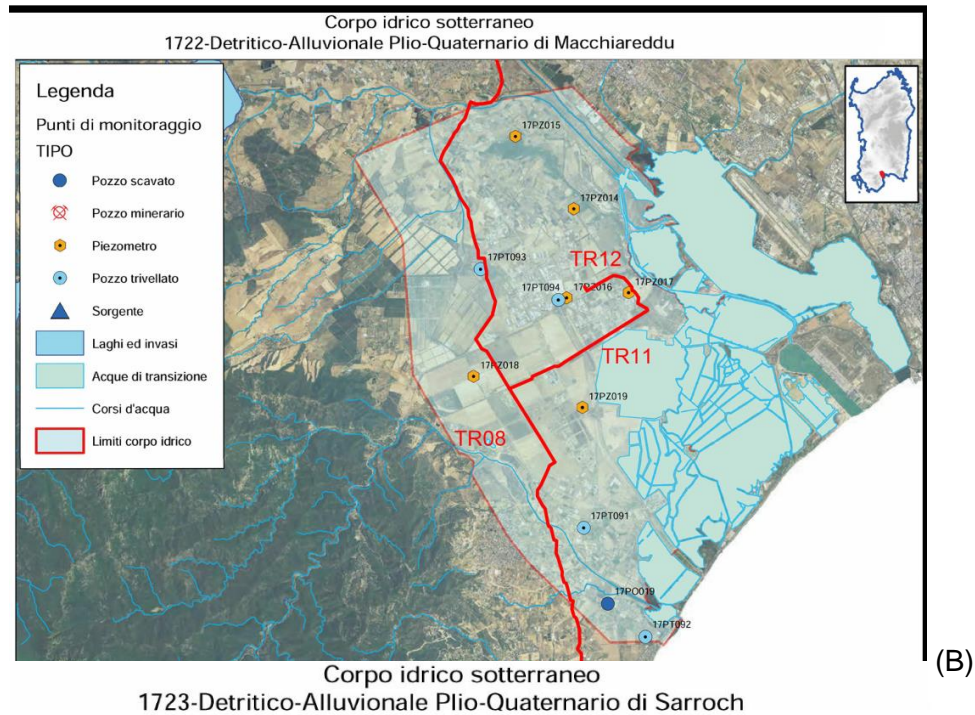 Corpo idrico sotterraneo
1722-Detritico-Alluvionale Plio-Quaternario di Macchiareddu
Legenda
Punti di monitoraggio
TIPO
Pozzo scavato
Pozzo minerario
Piezometro
Pozzo trivellato
Sorgente
Laghi ed invasi
Acque di transizione
Corsi d'acqua
Limiti corpo idrico
17PZ015
17PZ014
17PT093
TR12
17PT094
17PZ016
17PZ017
TR11
17PZ018
17PZ019
TR08
17PT091
17PO019
17PT092
(B)
Corpo idrico sotterraneo
1723-Detritico-Alluvionale Plio-Quaternario di Sarroch